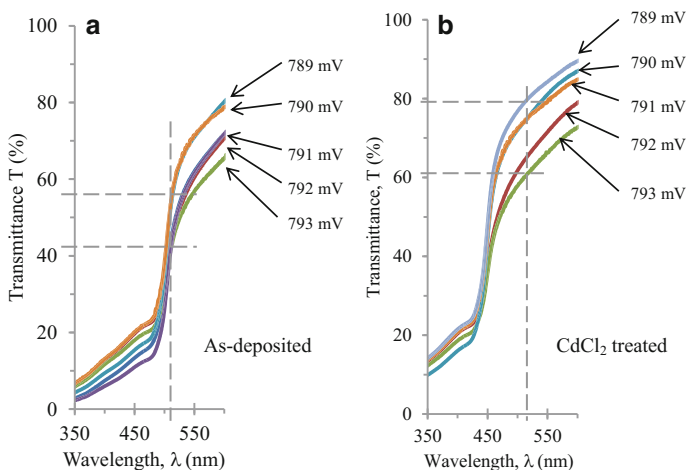 a
100
80
60
40
20
0
350
450
550
Transmittance T (%)
Wavelength, λ (nm)
789 mV
790 mV
791 mV
792 mV
793 mV
As-deposited
b
100
80
60
40
20
0
350
450
550
Transmittance, T (%)
Wavelength, λ (nm)
789 mV
790 mV
791 mV
792 mV
793 mV
CdCl₂ treated